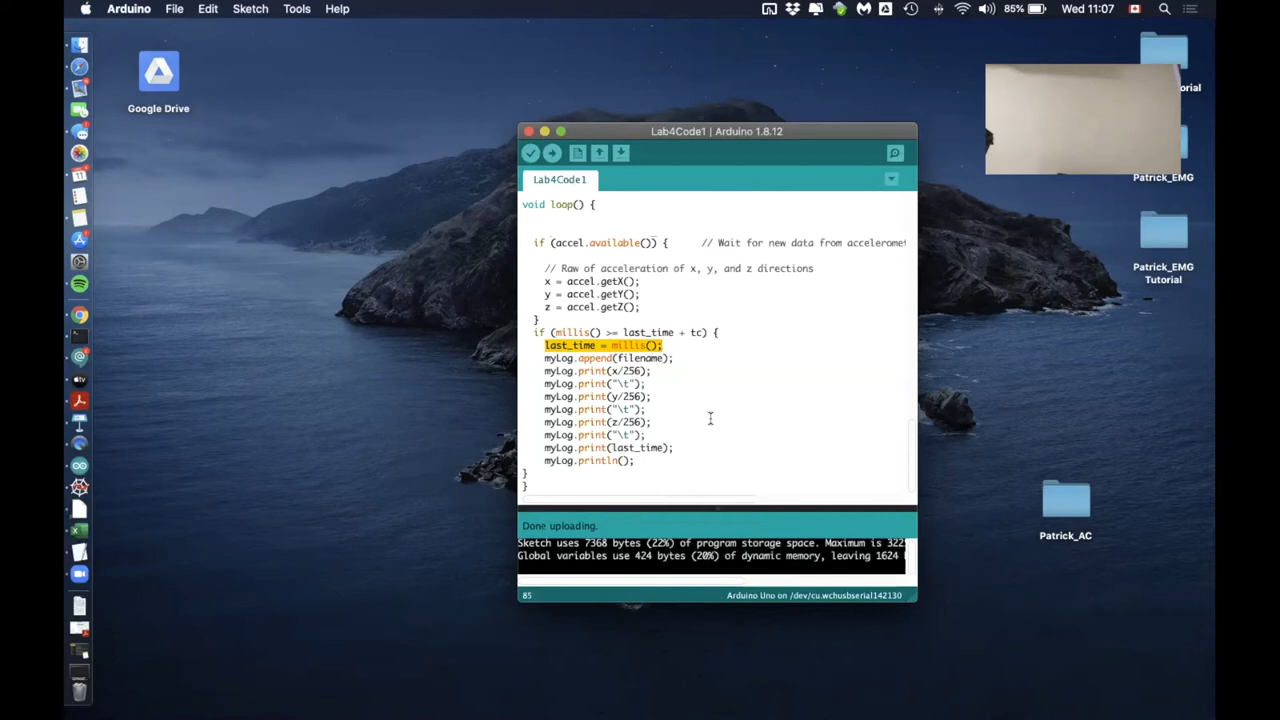 Arduino File Edit Sketch Tools Help 85% Wed 11:07
Google Drive
Patrick_EMG
Patrick_EMG
Tutorial
Patrick_AC
Lab4Code1 | Arduino 1.8.12
Lab4Code1
void loop() {
if (accel.available()) { // Wait for new data from acceleromet
// Raw of acceleration of x, y, and z directions
x = accel.getX();
y = accel.getY();
z = accel.getZ();
}
if (millis() >= last_time + tc) {
last_time = millis();
myLog.append(filename);
myLog.print(x/256);
myLog.print("\t");
myLog.print(y/256);
myLog.print("\t");
myLog.print(z/256);
myLog.print("\t");
myLog.print(last_time);
myLog.println();
}
}
Done uploading.
Sketch uses 7368 bytes (22%) of program storage space. Maximum is 322
Global variables use 424 bytes (20%) of dynamic memory, leaving 1624
85 Arduino Uno on /dev/cu.wchusbserial142130